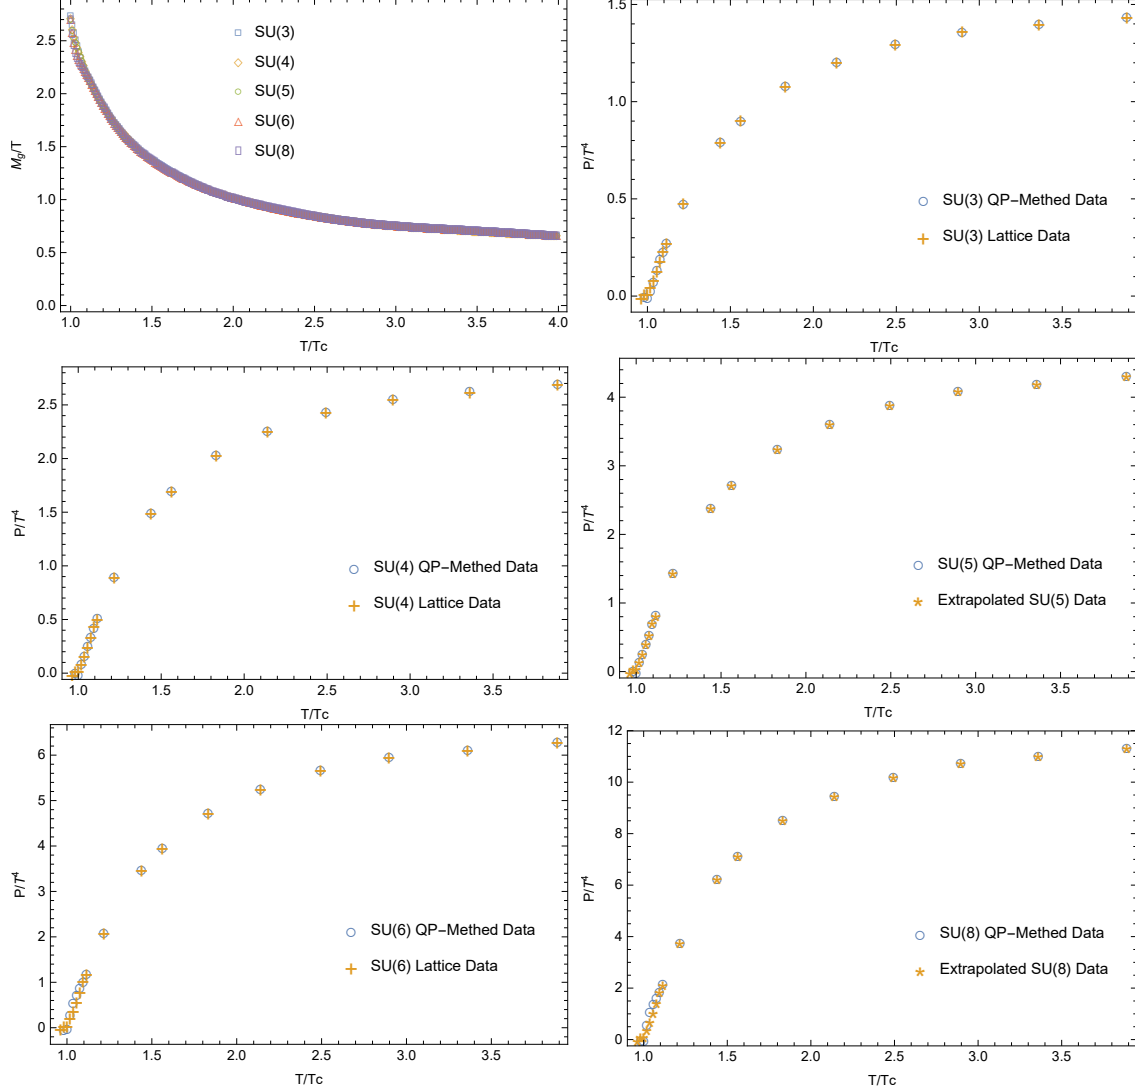 2.5
2.0
1.5
1.0
0.5
0.0
M_g/T
SU(3)
SU(4)
SU(5)
SU(6)
SU(8)
1.0 1.5 2.0 2.5 3.0 3.5 4.0
T/Tc
1.5
1.0
0.5
0.0
P/T⁴
SU(3) QP−Methed Data
SU(3) Lattice Data
1.0 1.5 2.0 2.5 3.0 3.5
T/Tc
2.5
2.0
1.5
1.0
0.5
0.0
P/T⁴
SU(4) QP−Methed Data
SU(4) Lattice Data
1.0 1.5 2.0 2.5 3.0 3.5
T/Tc
4
3
2
1
0
P/T⁴
SU(5) QP−Methed Data
Extrapolated SU(5) Data
1.0 1.5 2.0 2.5 3.0 3.5
T/Tc
6
5
4
3
2
1
0
P/T⁴
SU(6) QP−Methed Data
SU(6) Lattice Data
1.0 1.5 2.0 2.5 3.0 3.5
T/Tc
12
10
8
6
4
2
0
P/T⁴
SU(8) QP−Methed Data
Extrapolated SU(8) Data
1.0 1.5 2.0 2.5 3.0 3.5
T/Tc